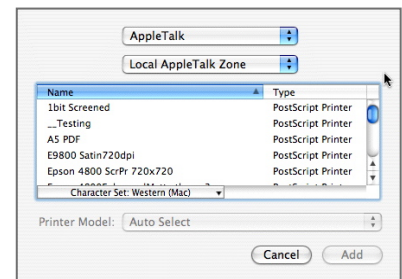 AppleTalk
Local AppleTalk Zone
Name Type
1bit Screened PostScript Printer
__Testing PostScript Printer
A5 PDF PostScript Printer
E9800 Satin720dpi PostScript Printer
Epson 4800 ScrPr 720x720 PostScript Printer
Character Set: Western (Mac)
Printer Model: Auto Select
Cancel Add